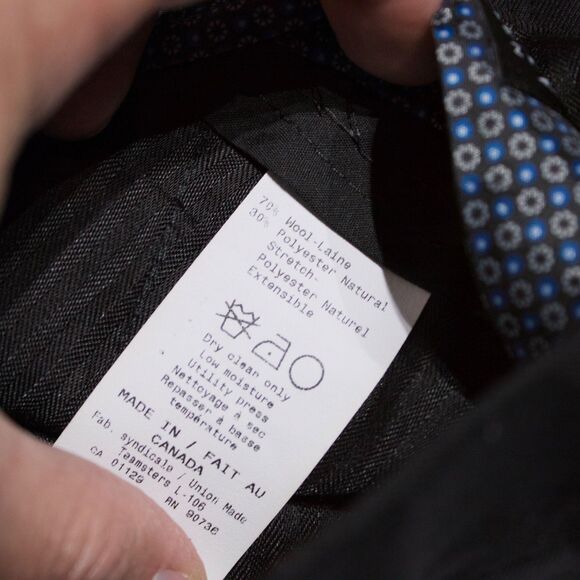 70% Wool-Laine
30% Polyester Natural
Stretch-
Polyester Naturel
Extensible
Dry clear only
Low moisture
Utility press
Nettoyage à sec
Repasser à basse
température
MADE IN / FAIT AU
CANADA
Fab. syndicale / Union Made
Teamsters L-106
CA 01129 RN 90736